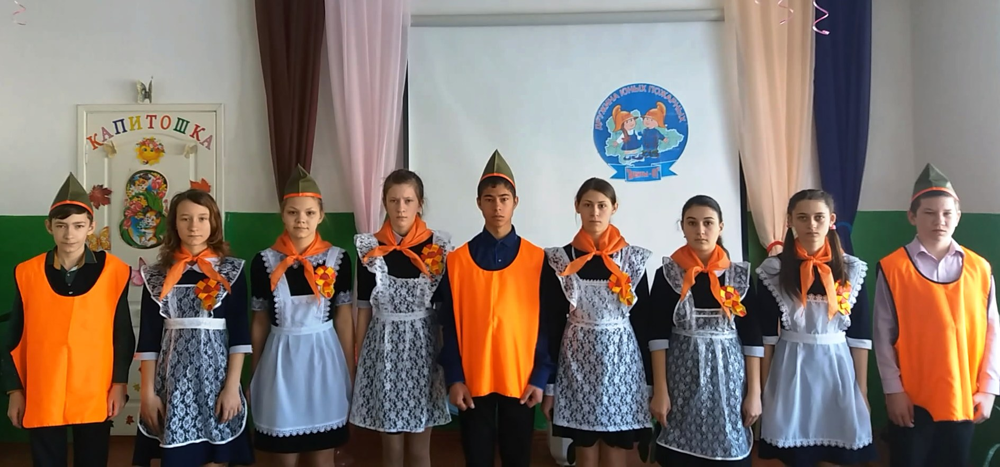 КАПИТОШКА
ДРУЖИНА ЮНЫХ ПОЖАРНЫХ